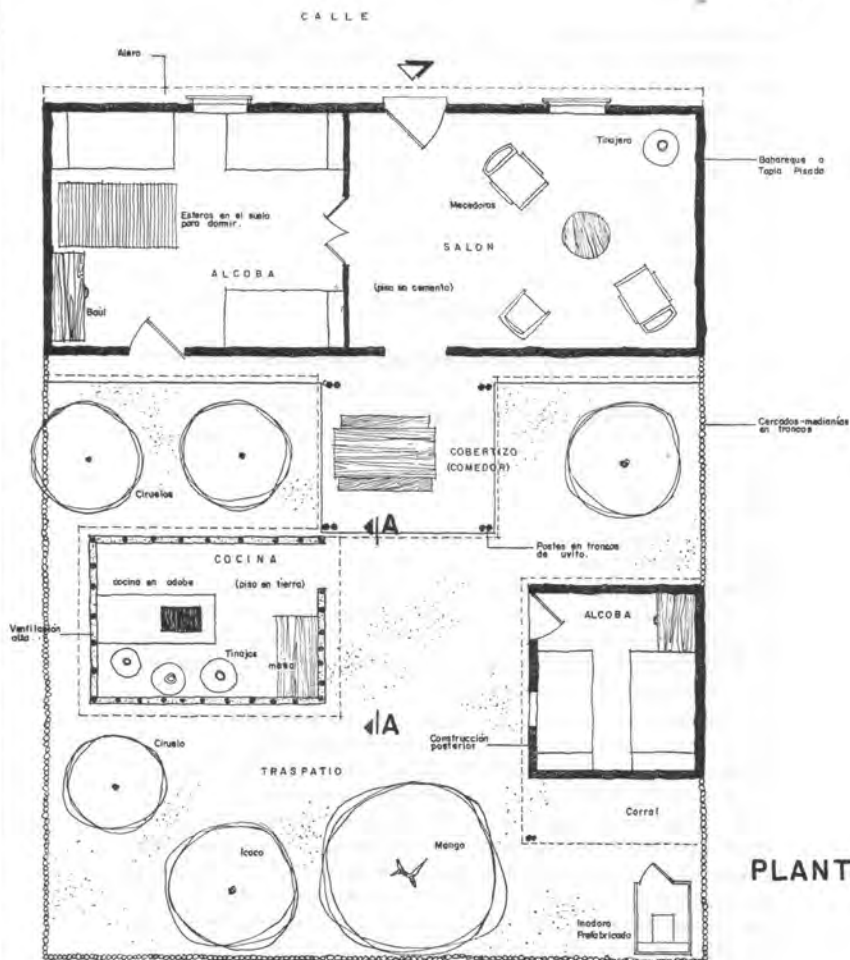 CALLE
Alero
Tinajero
Bahareque o
Tapia Pisada
Mecedoras
Esteras en el suelo
para dormir.
SALON
ALCOBA
(piso en cemento)
Baúl
Cercados-medianías
en troncos
COBERTIZO
(COMEDOR)
Ciruelos
A
Postes en troncos
de uvito.
COCINA
cocina en adobe
(piso en tierra)
ALCOBA
Ventilación
alta
Tinajas
mesa
A
Construcción
posterior
Ciruelo
TRASPATIO
Corral
Icaco
Mango
PLANT
Inodoro
Prefabricado